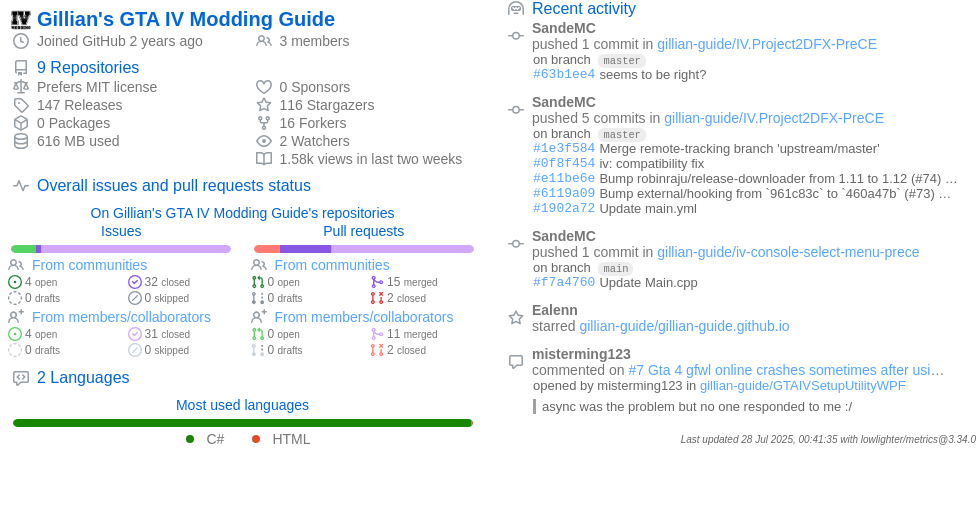 Gillian's GTA IV Modding Guide
Joined GitHub 2 years ago
3 members
9 Repositories
Prefers MIT license
147 Releases
0 Packages
616 MB used
0 Sponsors
116 Stargazers
16 Forkers
2 Watchers
1.58k views in last two weeks
Overall issues and pull requests status
On Gillian's GTA IV Modding Guide's repositories
Issues
From communities
4 open
32 closed
0 drafts
0 skipped
From members/collaborators
4 open
31 closed
0 drafts
0 skipped
Pull requests
From communities
0 open
15 merged
0 drafts
2 closed
From members/collaborators
0 open
11 merged
0 drafts
2 closed
2 Languages
Most used languages
C#
HTML
Recent activity
SandeMC
pushed 1 commit in gillian-guide/IV.Project2DFX-PreCE
on branch master
#63b1ee4 seems to be right?
SandeMC
pushed 5 commits in gillian-guide/IV.Project2DFX-PreCE
on branch master
#1e3f584 Merge remote-tracking branch 'upstream/master'
#0f8f454 iv: compatibility fix
#e11be6e Bump robinraju/release-downloader from 1.11 to 1.12 (#74) …
#6119a09 Bump external/hooking from `961c83c` to `460a47b` (#73) …
#1902a72 Update main.yml
SandeMC
pushed 1 commit in gillian-guide/iv-console-select-menu-prece
on branch main
#f7a4760 Update Main.cpp
Ealenn
starred gillian-guide/gillian-guide.github.io
misterming123
commented on #7 Gta 4 gfwl online crashes sometimes after usi…
opened by misterming123 in gillian-guide/GTAIVSetupUtilityWPF
async was the problem but no one responded to me :/
Last updated 28 Jul 2025, 00:41:35 with lowlighter/metrics@3.34.0